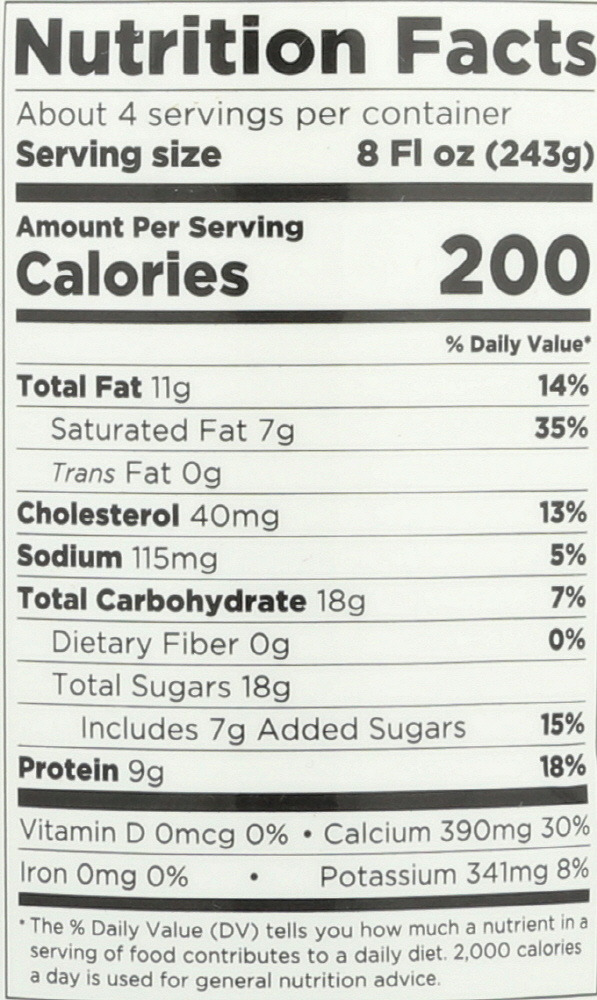 Nutrition Facts
About 4 servings per container
Serving size 8 Fl oz (243g)
Amount Per Serving
Calories 200
% Daily Value*
Total Fat 11g 14%
Saturated Fat 7g 35%
Trans Fat 0g
Cholesterol 40mg 13%
Sodium 115mg 5%
Total Carbohydrate 18g 7%
Dietary Fiber 0g 0%
Total Sugars 18g
Includes 7g Added Sugars 15%
Protein 9g 18%
Vitamin D 0mcg 0% • Calcium 390mg 30%
Iron 0mg 0% • Potassium 341mg 8%
* The % Daily Value (DV) tells you how much a nutrient in a
serving of food contributes to a daily diet. 2,000 calories
a day is used for general nutrition advice.